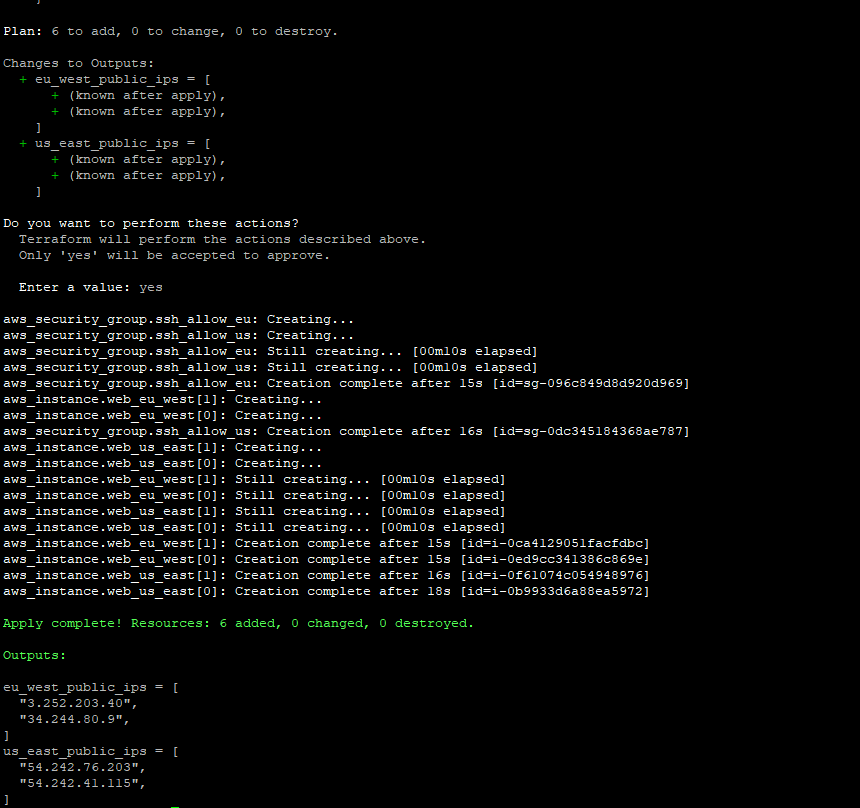 ]
Plan: 6 to add, 0 to change, 0 to destroy.
Changes to Outputs:
+ eu_west_public_ips = [
+ (known after apply),
+ (known after apply),
]
+ us_east_public_ips = [
+ (known after apply),
+ (known after apply),
]
Do you want to perform these actions?
Terraform will perform the actions described above.
Only 'yes' will be accepted to approve.
Enter a value: yes
aws_security_group.ssh_allow_eu: Creating...
aws_security_group.ssh_allow_us: Creating...
aws_security_group.ssh_allow_eu: Still creating... [00m10s elapsed]
aws_security_group.ssh_allow_us: Still creating... [00m10s elapsed]
aws_security_group.ssh_allow_eu: Creation complete after 15s [id=sg-096c849d8d920d969]
aws_instance.web_eu_west[1]: Creating...
aws_instance.web_eu_west[0]: Creating...
aws_security_group.ssh_allow_us: Creation complete after 16s [id=sg-0dc345184368ae787]
aws_instance.web_us_east[1]: Creating...
aws_instance.web_us_east[0]: Creating...
aws_instance.web_eu_west[1]: Still creating... [00m10s elapsed]
aws_instance.web_eu_west[0]: Still creating... [00m10s elapsed]
aws_instance.web_us_east[1]: Still creating... [00m10s elapsed]
aws_instance.web_us_east[0]: Still creating... [00m10s elapsed]
aws_instance.web_eu_west[1]: Creation complete after 15s [id=i-0ca4129051facfdbc]
aws_instance.web_eu_west[0]: Creation complete after 15s [id=i-0ed9cc341386c869e]
aws_instance.web_us_east[1]: Creation complete after 16s [id=i-0f61074c054948976]
aws_instance.web_us_east[0]: Creation complete after 18s [id=i-0b9933d6a88ea5972]
Apply complete! Resources: 6 added, 0 changed, 0 destroyed.
Outputs:
eu_west_public_ips = [
"3.252.203.40",
"34.244.80.9",
]
us_east_public_ips = [
"54.242.76.203",
"54.242.41.115",
]